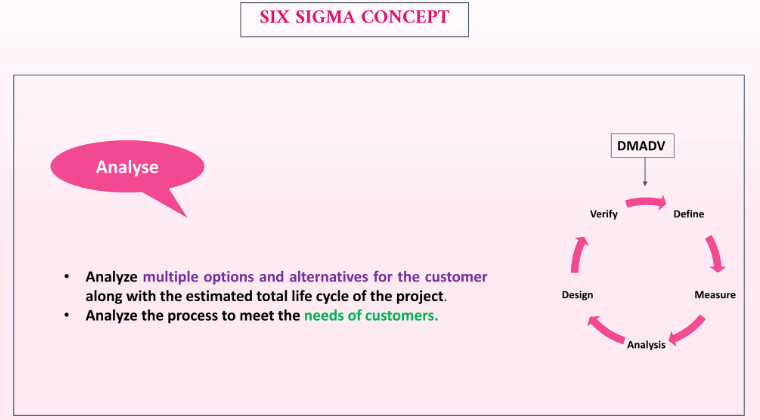 SIX SIGMA CONCEPT
Analyse
• Analyze multiple options and alternatives for the customer
along with the estimated total life cycle of the project.
• Analyze the process to meet the needs of customers.
DMADV
Verify
Define
Design
Measure
Analysis